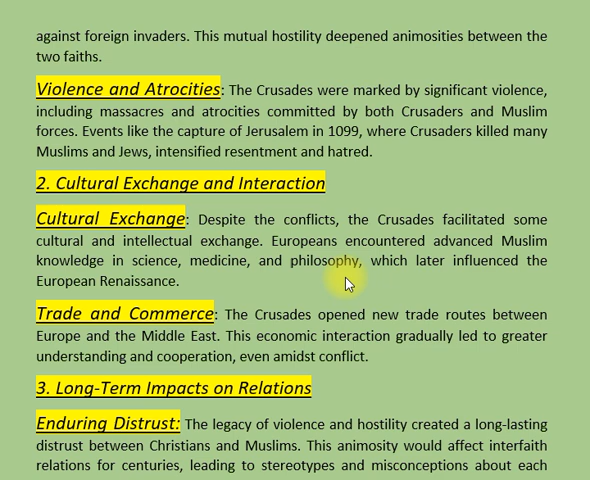 against foreign invaders. This mutual hostility deepened animosities between the
two faiths.
Violence and Atrocities: The Crusades were marked by significant violence,
including massacres and atrocities committed by both Crusaders and Muslim
forces. Events like the capture of Jerusalem in 1099, where Crusaders killed many
Muslims and Jews, intensified resentment and hatred.
2. Cultural Exchange and Interaction
Cultural Exchange: Despite the conflicts, the Crusades facilitated some
cultural and intellectual exchange. Europeans encountered advanced Muslim
knowledge in science, medicine, and philosophy, which later influenced the
European Renaissance.
Trade and Commerce: The Crusades opened new trade routes between
Europe and the Middle East. This economic interaction gradually led to greater
understanding and cooperation, even amidst conflict.
3. Long-Term Impacts on Relations
Enduring Distrust: The legacy of violence and hostility created a long-lasting
distrust between Christians and Muslims. This animosity would affect interfaith
relations for centuries, leading to stereotypes and misconceptions about each